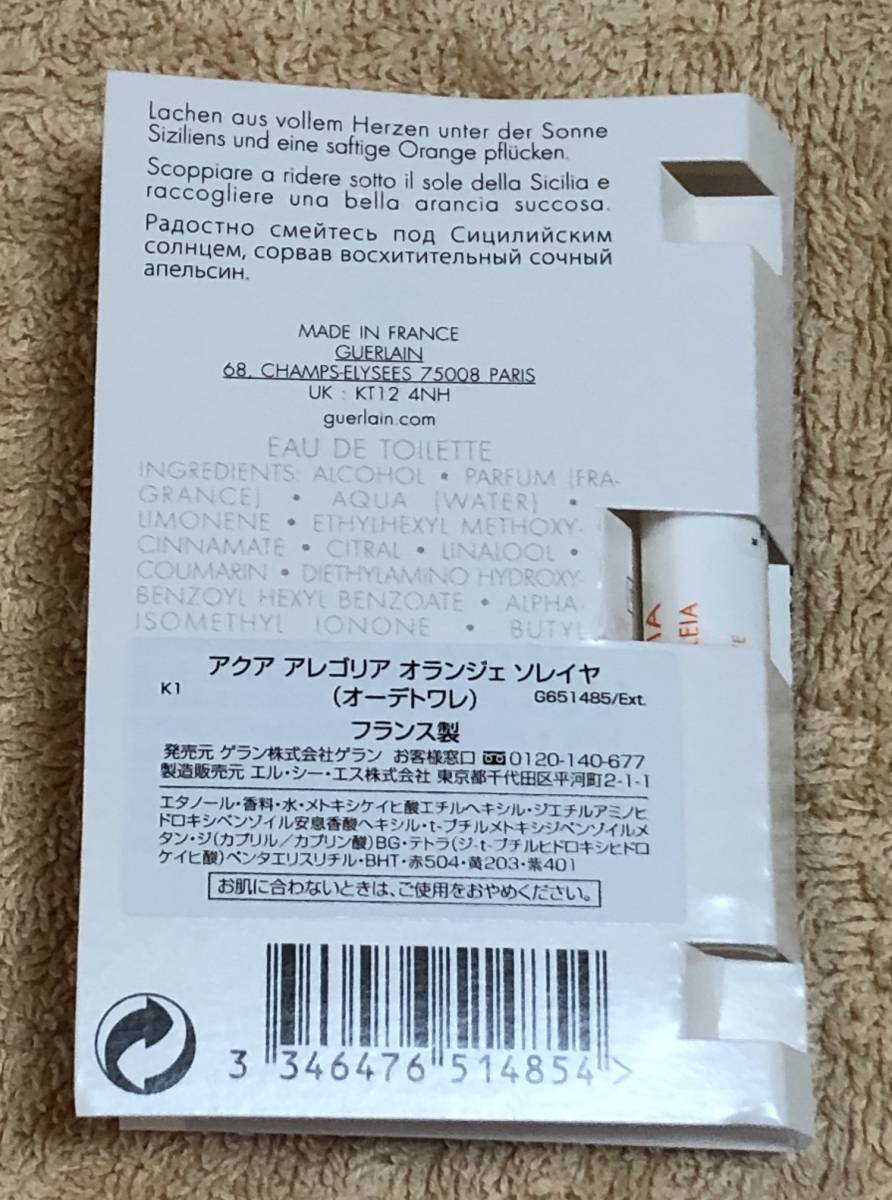 Lachen aus vollem Herzen unter der Sonne
Siziliens und eine saftige Orange pflücken.
Scoppiare a ridere sotto il sole della Sicilia e
raccogliere una bella arancia succosa.
Радостно смейтесь под Сицилийским
солнцем, сорвав восхитительный сочный
апельсин.
MADE IN FRANCE
GUERLAIN
68, CHAMPS-ELYSEES 75008 PARIS
UK : KT12 4NH
guerlain.com
EAU DE TOILETTE
INGREDIENTS: ALCOHOL • PARFUM (FRA-
GRANCE) • AQUA (WATER) •
LIMONENE • ETHYLHEXYL METHOXY-
CINNAMATE • CITRAL • LINALOOL •
COUMARIN • DIETHYLAMINO HYDROXY-
BENZOYL HEXYL BENZOATE • ALPHA-
ISOMETHYL IONONE • BUTYL
LEIA
アクア アレゴリア オランジェ ソレイヤ
K1 (オーデトワレ) G651485/Ext.
フランス製
発売元 ゲラン株式会社ゲラン お客様窓口 0120-140-677
製造販売元 エル・シー・エス株式会社 東京都千代田区平河町2-1-1
エタノール・香料・水・メトキシケイヒ酸エチルヘキシル・ジエチルアミノヒ
ドロキシベンゾイル安息香酸ヘキシル・t-ブチルメトキシジベンゾイルメ
タン・ジ(カプリル/カプリン酸)BG・テトラ(ジ-t-ブチルヒドロキシヒドロ
ケイヒ酸)ペンタエリスリチル・BHT・赤504・黄203・紫401
お肌に合わないときは、ご使用をおやめください。
3 346476 514854 >